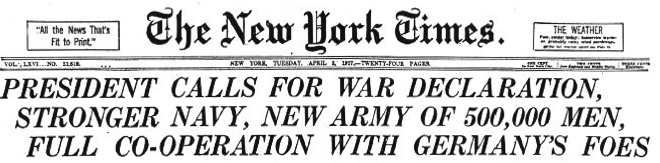 "All the News That's
Fit to Print."
The New York Times.
THE WEATHER
VOL. LXVI...NO. 21,618.
NEW YORK, TUESDAY, APRIL 3, 1917.—TWENTY-FOUR PAGES.
PRESIDENT CALLS FOR WAR DECLARATION,
STRONGER NAVY, NEW ARMY OF 500,000 MEN,
FULL CO-OPERATION WITH GERMANY'S FOES